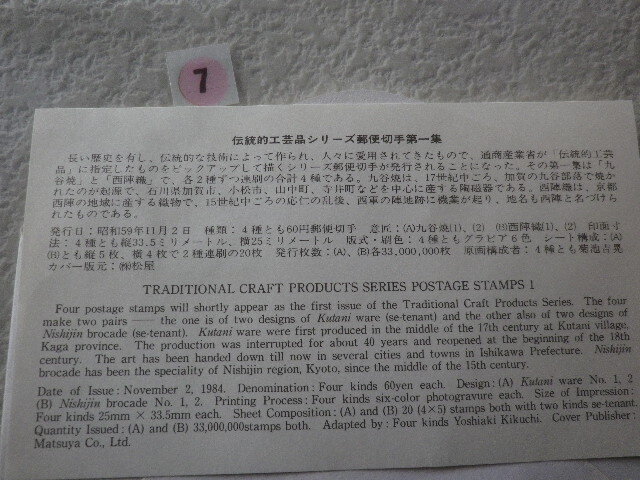 7
伝統的工芸品シリーズ郵便切手第一集
長い歴史を有し、伝統的な技術によって作られ、人々に愛用されてきたもので、通商産業省が「伝統的工芸
品」に指定したものをピックアップして描くシリーズ郵便切手が発行されることになった。その第一集は「九
谷焼」と「西陣織」で、各2種ずつ連刷の合計4種である。九谷焼は、17世紀中ごろ、加賀の九谷部落で焼か
れたのが起源で、石川県加賀市、小松市、山中町、寺井町などを中心に産する陶磁器である。西陣織は、京都
西陣の地域に産する織物で、15世紀中ごろの応仁の乱後、西軍の陣地跡に機業が起り、地名も西陣と名づけら
れたものである。
発行日：昭和59年11月2日 種類：4種とも60円郵便切手 意匠：(A)九谷焼(1)、(2) (B)西陣織(1)、(2) 印面寸
法：4種とも縦33.5ミリメートル、横25ミリメートル 版式・刷色：4種ともグラビア6色 シート構成：(A)
(B)とも縦5枚、横4枚で2種連刷の20枚 発行枚数：(A)、(B)各33,000,000枚 原画構成者：4種とも菊池吉晃
カバー版元：㈱松屋
TRADITIONAL CRAFT PRODUCTS SERIES POSTAGE STAMPS 1
Four postage stamps will shortly appear as the first issue of the Traditional Craft Products Series. The four
make two pairs —— the one is of two designs of Kutani ware (se-tenant) and the other also of two designs of
Nishijin brocade (se-tenant). Kutani ware were first produced in the middle of the 17th century at Kutani village,
Kaga province. The production was interrupted for about 40 years and reopened at the beginning of the 18th
century. The art has been handed down till now in several cities and towns in Ishikawa Prefecture. Nishijin
brocade has been the speciality of Nishijin region, Kyoto, since the middle of the 15th century.
Date of Issue: November 2, 1984. Denomination: Four kinds 60yen each. Design: (A) Kutani ware No. 1, 2
(B) Nishijin brocade No. 1, 2. Printing Process: Four kinds six-color photogravure each. Size of Impression:
Four kinds 25mm × 33.5mm each. Sheet Composition: (A) and (B) 20 (4×5) stamps both with two kinds se-tenant.
Quantity Issued: (A) and (B) 33,000,000stamps both. Adapted by: Four kinds Yoshiaki Kikuchi. Cover Publisher:
Matsuya Co., Ltd.